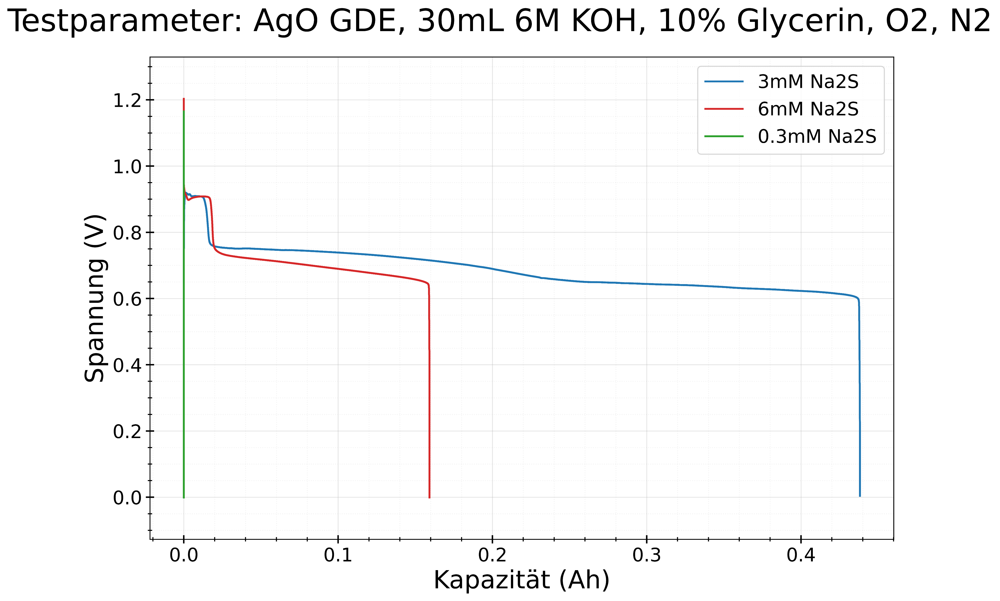 Testparameter: AgO GDE, 30mL 6M KOH, 10% Glycerin, O2, N2
3mM Na2S
6mM Na2S
0.3mM Na2S
1.2
1.0
0.8
0.6
0.4
0.2
0.0
Spannung (V)
0.0 0.1 0.2 0.3 0.4
Kapazität (Ah)